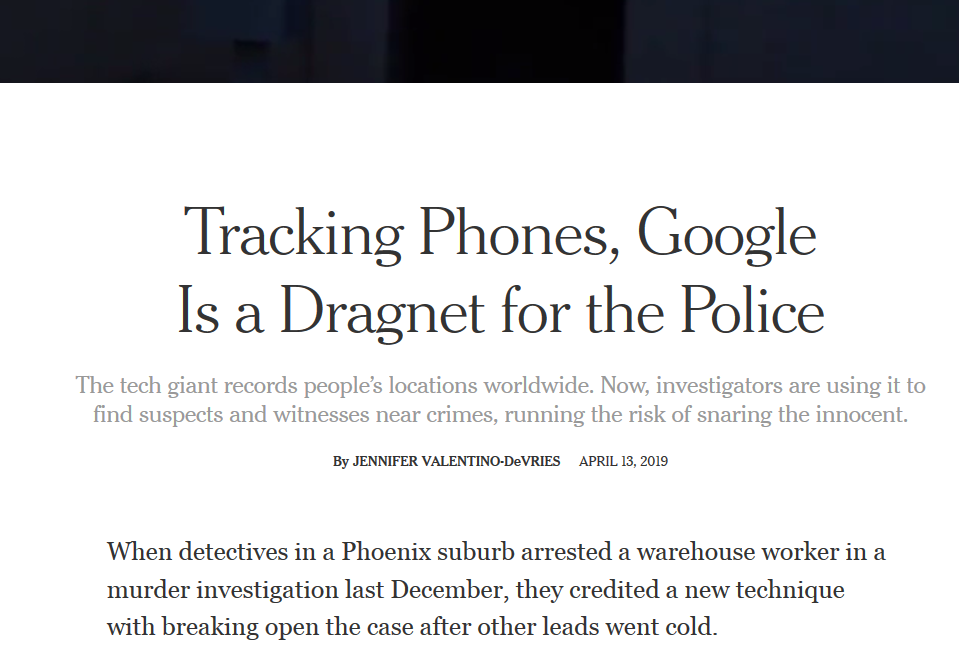 Tracking Phones, Google
Is a Dragnet for the Police
The tech giant records people’s locations worldwide. Now, investigators are using it to
find suspects and witnesses near crimes, running the risk of snaring the innocent.
By JENNIFER VALENTINO-DeVRIES APRIL 13, 2019
When detectives in a Phoenix suburb arrested a warehouse worker in a
murder investigation last December, they credited a new technique
with breaking open the case after other leads went cold.